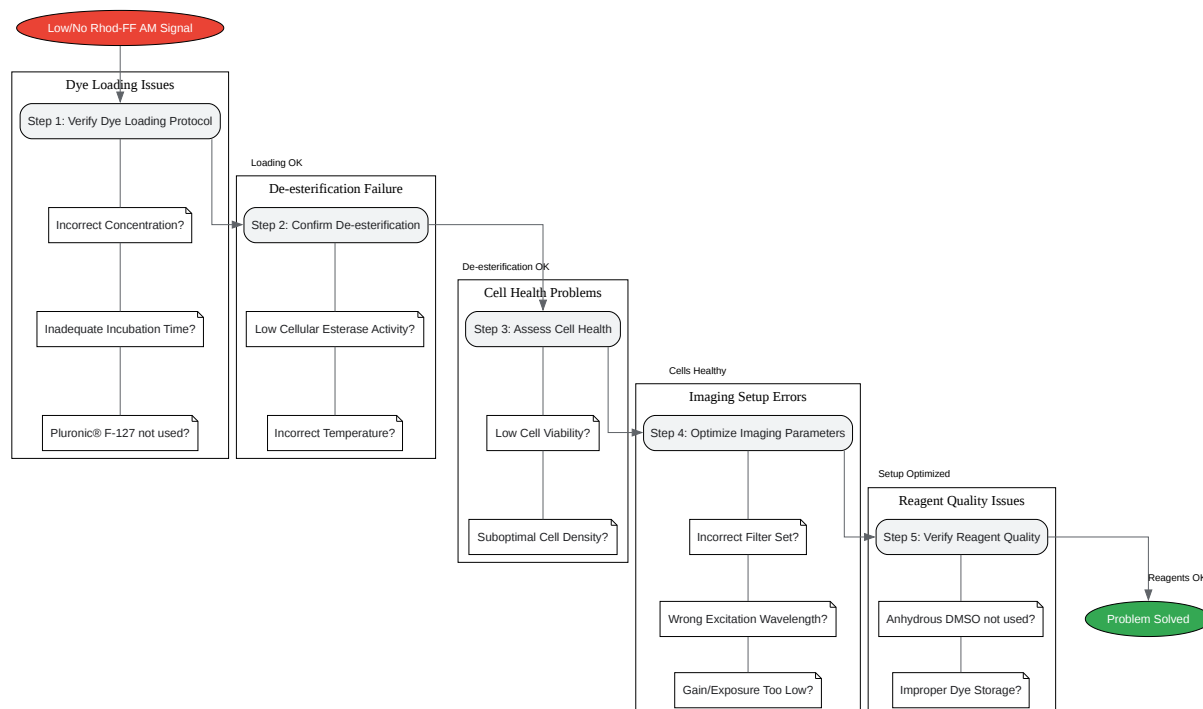 Low/No Rhod-FF AM Signal
Dye Loading Issues
Step 1: Verify Dye Loading Protocol
Incorrect Concentration?
Inadequate Incubation Time?
Pluronic® F-127 not used?
Loading OK
De-esterification Failure
Step 2: Confirm De-esterification
Low Cellular Esterase Activity?
Incorrect Temperature?
De-esterification OK
Cell Health Problems
Step 3: Assess Cell Health
Low Cell Viability?
Suboptimal Cell Density?
Cells Healthy
Imaging Setup Errors
Step 4: Optimize Imaging Parameters
Incorrect Filter Set?
Wrong Excitation Wavelength?
Gain/Exposure Too Low?
Setup Optimized
Reagent Quality Issues
Step 5: Verify Reagent Quality
Anhydrous DMSO not used?
Improper Dye Storage?
Reagents OK
Problem Solved